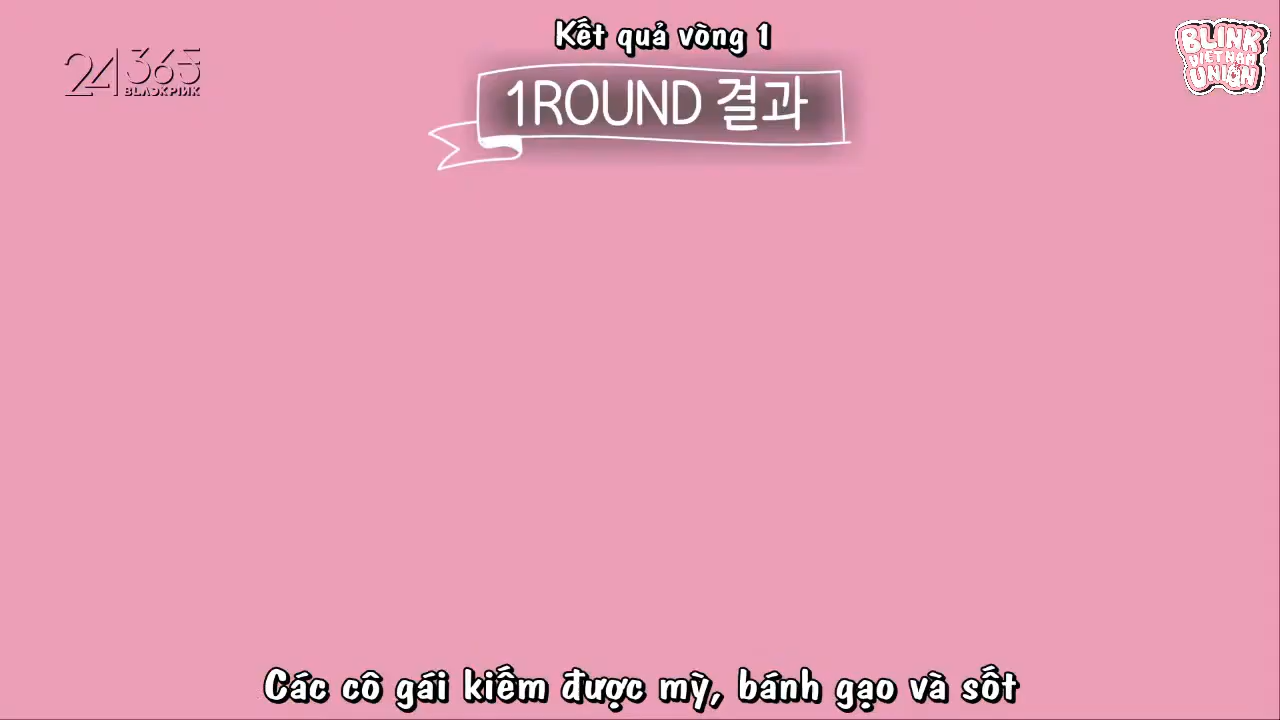 Kết quả vòng 1
24 365
BLACKPINK
BLINK
VIETNAM
UNION
1ROUND 결과
Các cô gái kiếm được mỳ, bánh gạo và sốt